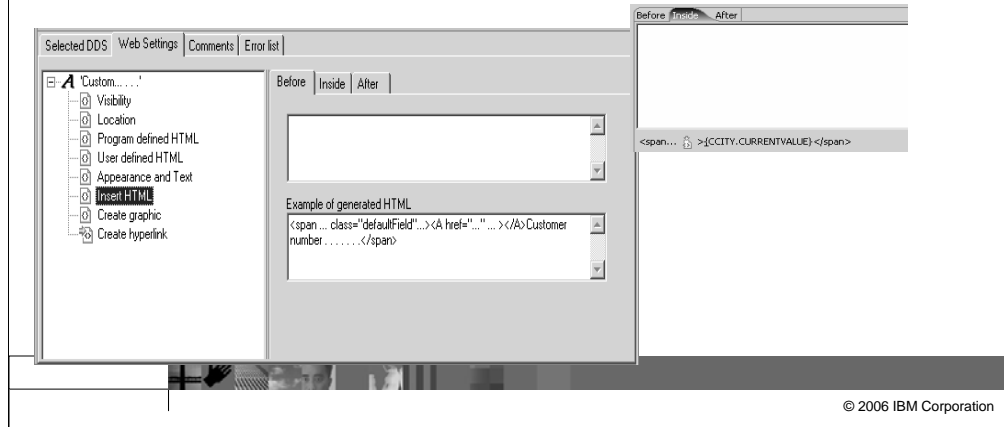 Before Inside After
<span... >{CCITY.CURRENTVALUE}</span>
Selected DDS Web Settings Comments Error list
'Custom... . . .'
Visibility
Location
Program defined HTML
User defined HTML
Appearance and Text
Insert HTML
Create graphic
Create hyperlink
Before Inside After
Example of generated HTML
<span ... class="defaultField"...><A href="..." ... ></A>Customer
number . . . . . . .</span>
© 2006 IBM Corporation